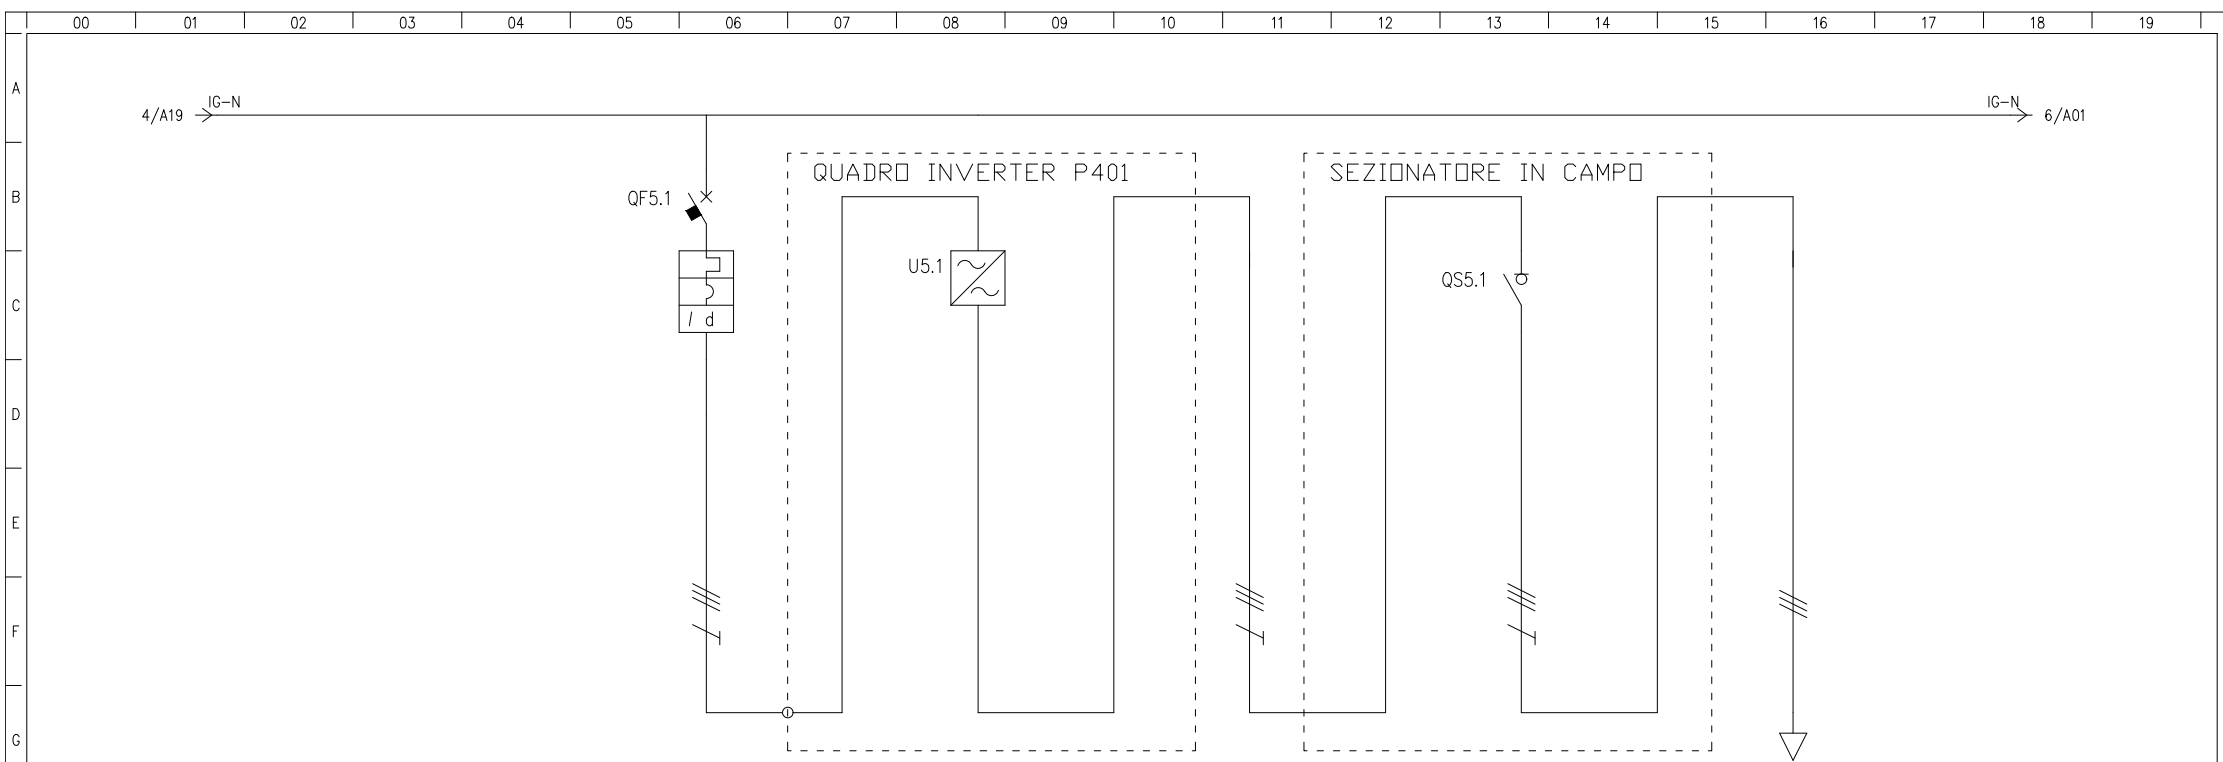 00 01 02 03 04 05 06 07 08 09 10 11 12 13 14 15 16 17 18 19
A
IG-N IG-N
4/A19 6/A01
QUADRO INVERTER P401 SEZIONATORE IN CAMPO
B
QF5.1
U5.1
QS5.1
C
I d
D
E
F
G